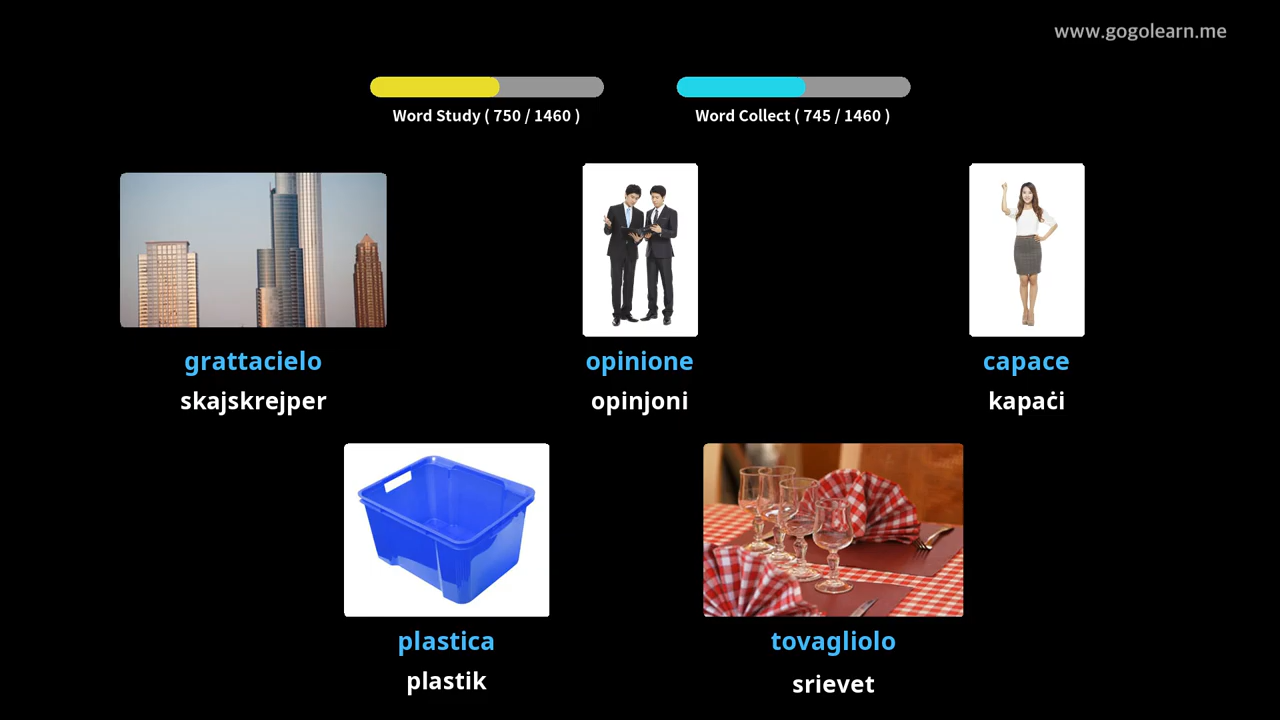 www.gogolearn.me
Word Study ( 750 / 1460 )
Word Collect ( 745 / 1460 )
grattacielo
skajskrejper
opinione
opinjoni
capace
kapaċi
plastica
plastik
tovagliolo
srievet